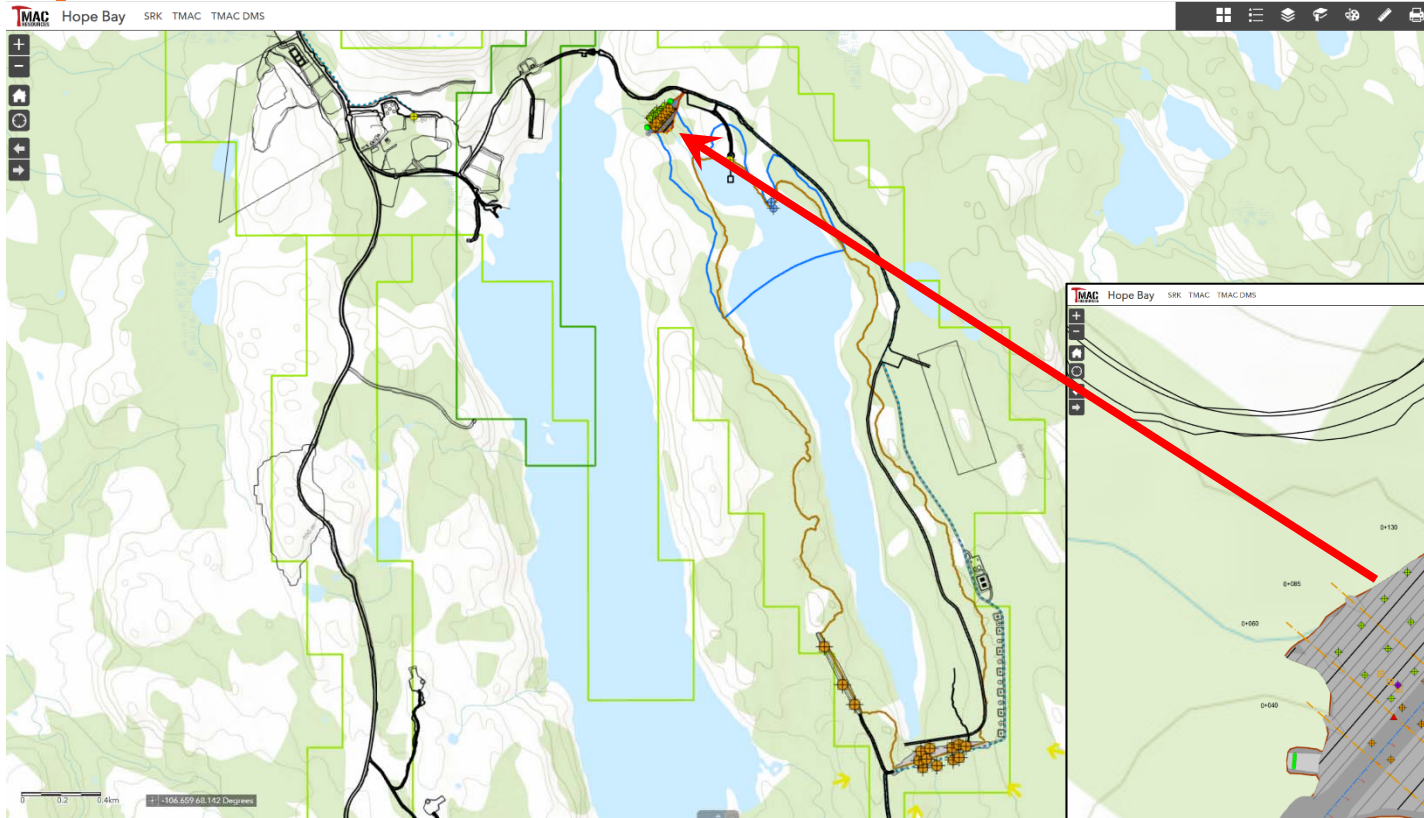 TMAC RESOURCES Hope Bay SRK TMAC TMAC DMS
TMAC RESOURCES Hope Bay SRK TMAC TMAC DMS
0+130
0+085
0+060
0+040
0 0.2 0.4km
-106.659 68.142 Degrees